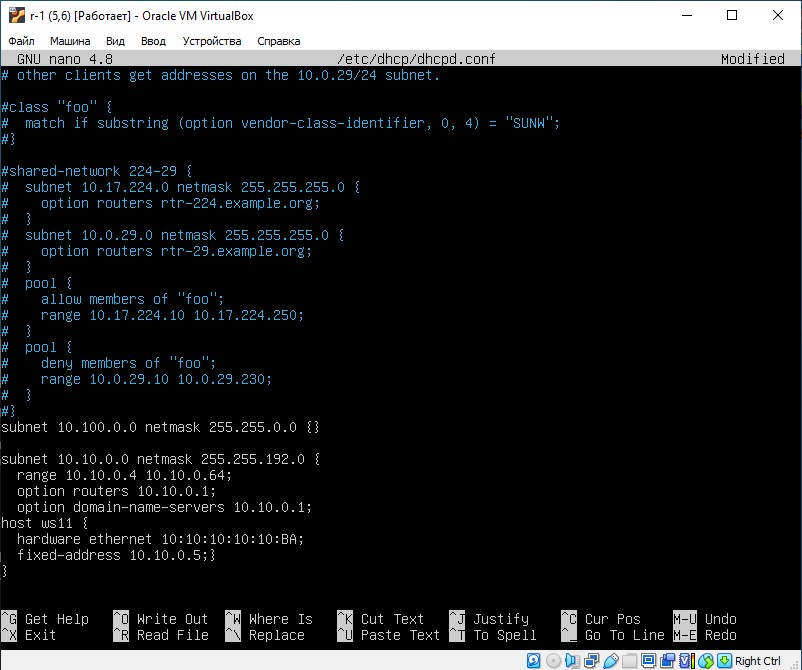 r-1 (5,6) [Работает] - Oracle VM VirtualBox
Файл Машина Вид Ввод Устройства Справка
GNU nano 4.8 /etc/dhcp/dhcpd.conf Modified
# other clients get addresses on the 10.0.29/24 subnet.
#class "foo" {
#  match if substring (option vendor-class-identifier, 0, 4) = "SUNW";
#}
#shared-network 224-29 {
#  subnet 10.17.224.0 netmask 255.255.255.0 {
#    option routers rtr-224.example.org;
#  }
#  subnet 10.0.29.0 netmask 255.255.255.0 {
#    option routers rtr-29.example.org;
#  }
#  pool {
#    allow members of "foo";
#    range 10.17.224.10 10.17.224.250;
#  }
#  pool {
#    deny members of "foo";
#    range 10.0.29.10 10.0.29.230;
#  }
#}
subnet 10.100.0.0 netmask 255.255.0.0 {}
subnet 10.10.0.0 netmask 255.255.192.0 {
  range 10.10.0.4 10.10.0.64;
  option routers 10.10.0.1;
  option domain-name-servers 10.10.0.1;
host ws11 {
  hardware ethernet 10:10:10:10:10:BA;
  fixed-address 10.10.0.5;}
}
^G Get Help ^O Write Out ^W Where Is ^K Cut Text ^J Justify ^C Cur Pos M-U Undo
^X Exit ^R Read File ^\ Replace ^U Paste Text ^T To Spell ^_ Go To Line M-E Redo
Right Ctrl